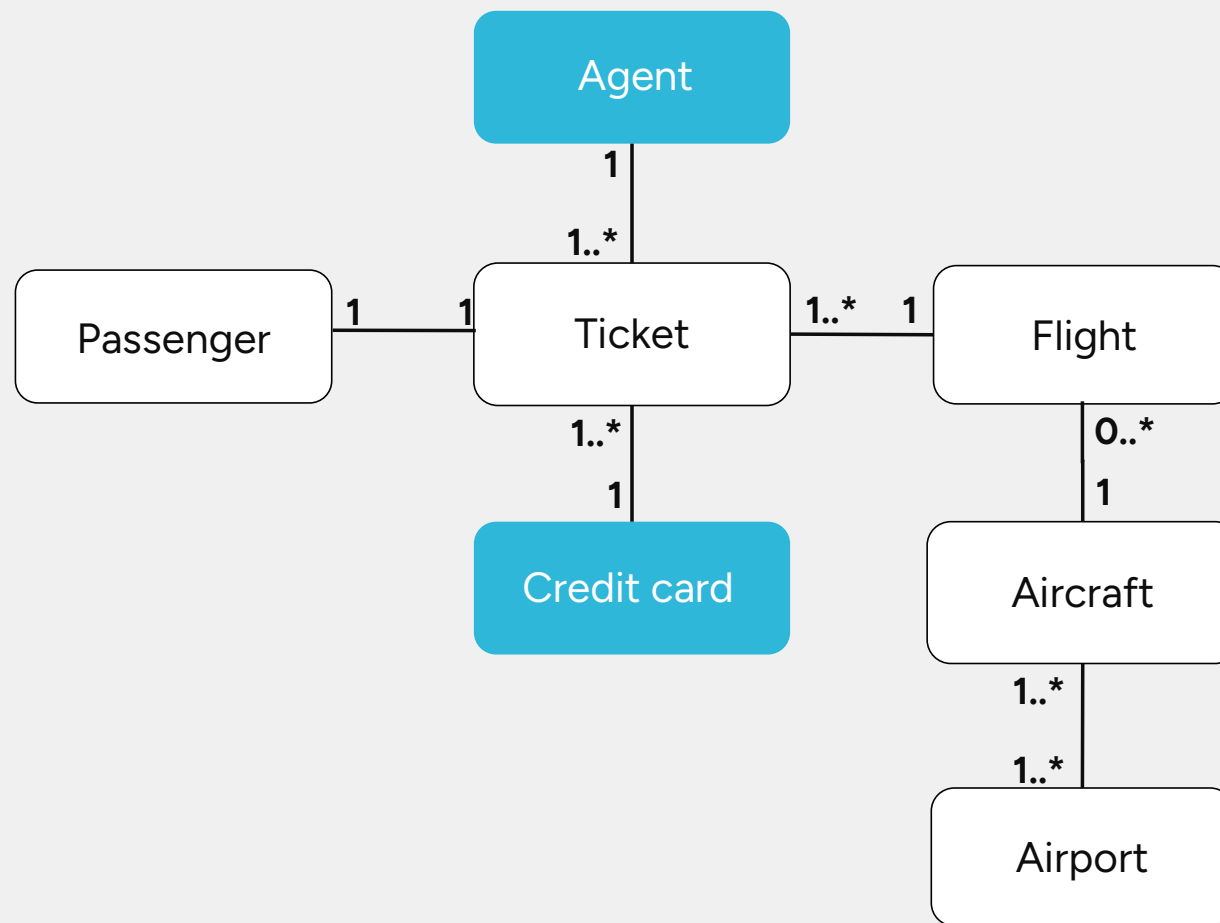 Agent
1
1..*
Passenger
1
1
Ticket
1..*
1
Flight
1..*
1
Credit card
0..*
1
Aircraft
1..*
1..*
Airport